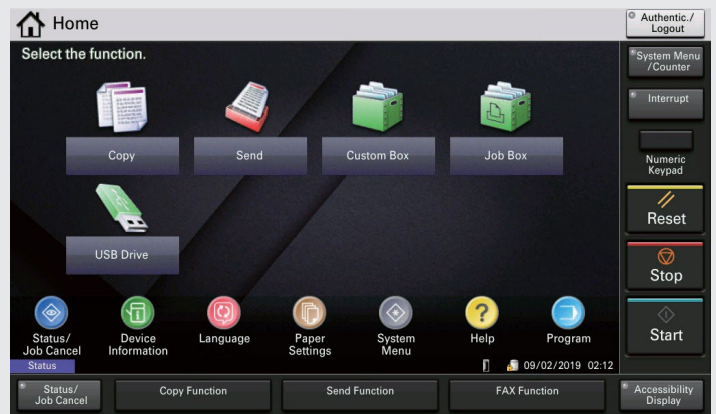 Home
Authentic./
Logout
Select the function.
System Menu
/Counter
Interrupt
Copy
Send
Custom Box
Job Box
Numeric
Keypad
Reset
USB Drive
Stop
Start
Status/
Job Cancel
Device
Information
Language
Paper
Settings
System
Menu
Help
Program
Status
09/02/2019 02:12
Status/
Job Cancel
Copy Function
Send Function
FAX Function
Accessibility
Display